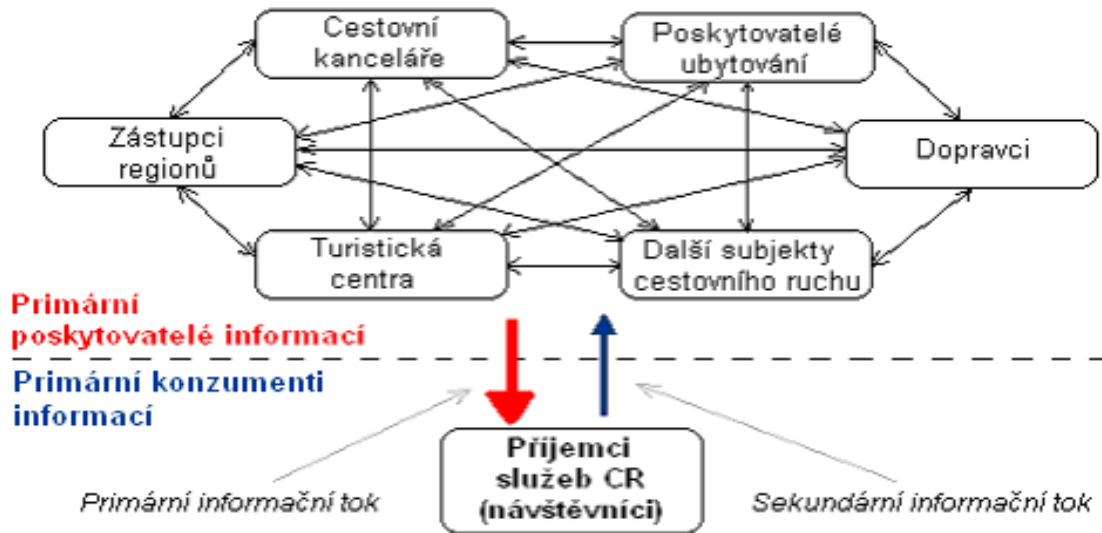 Cestovní
kanceláře
Poskytovatelé
ubytování
Zástupci
regionů
Dopravci
Turistická
centra
Další subjekty
cestovního ruchu
Primární
poskytovatelé informací
Primární konzumenti
informací
Příjemci
služeb CR
(návštěvníci)
Primární informační tok
Sekundární informační tok